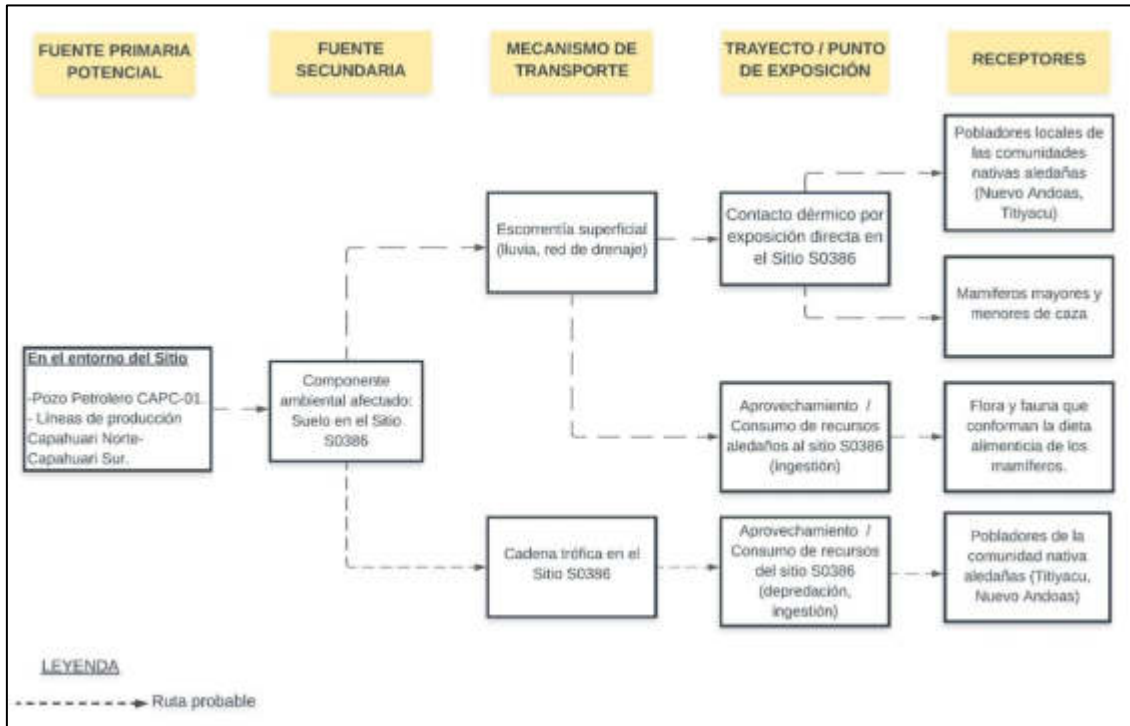 FUENTE PRIMARIA
POTENCIAL
FUENTE
SECUNDARIA
MECANISMO DE
TRANSPORTE
TRAYECTO / PUNTO
DE EXPOSICIÓN
RECEPTORES
En el entorno del Sitio
-Pozo Petrolero CAPC-01.
- Líneas de producción
Capahuari Norte-
Capahuari Sur.
Componente
ambiental afectado:
Suelo en el Sitio
S0386
Escorrentía superficial
(lluvia, red de drenaje)
Cadena trófica en el
Sitio S0386
Contacto dérmico por
exposición directa en
el Sitio S0386
Aprovechamiento /
Consumo de recursos
aledaños al sitio S0386
(ingestión)
Aprovechamiento /
Consumo de recursos
del sitio S0386
(depredación,
ingestión)
Pobladores locales de
las comunidades
nativas aledañas
(Nuevo Andoas,
Titiyacu)
Mamíferos mayores y
menores de caza
Flora y fauna que
conforman la dieta
alimenticia de los
mamíferos.
Pobladores de la
comunidad nativa
aledañas (Titiyacu,
Nuevo Andoas)
LEYENDA
Ruta probable